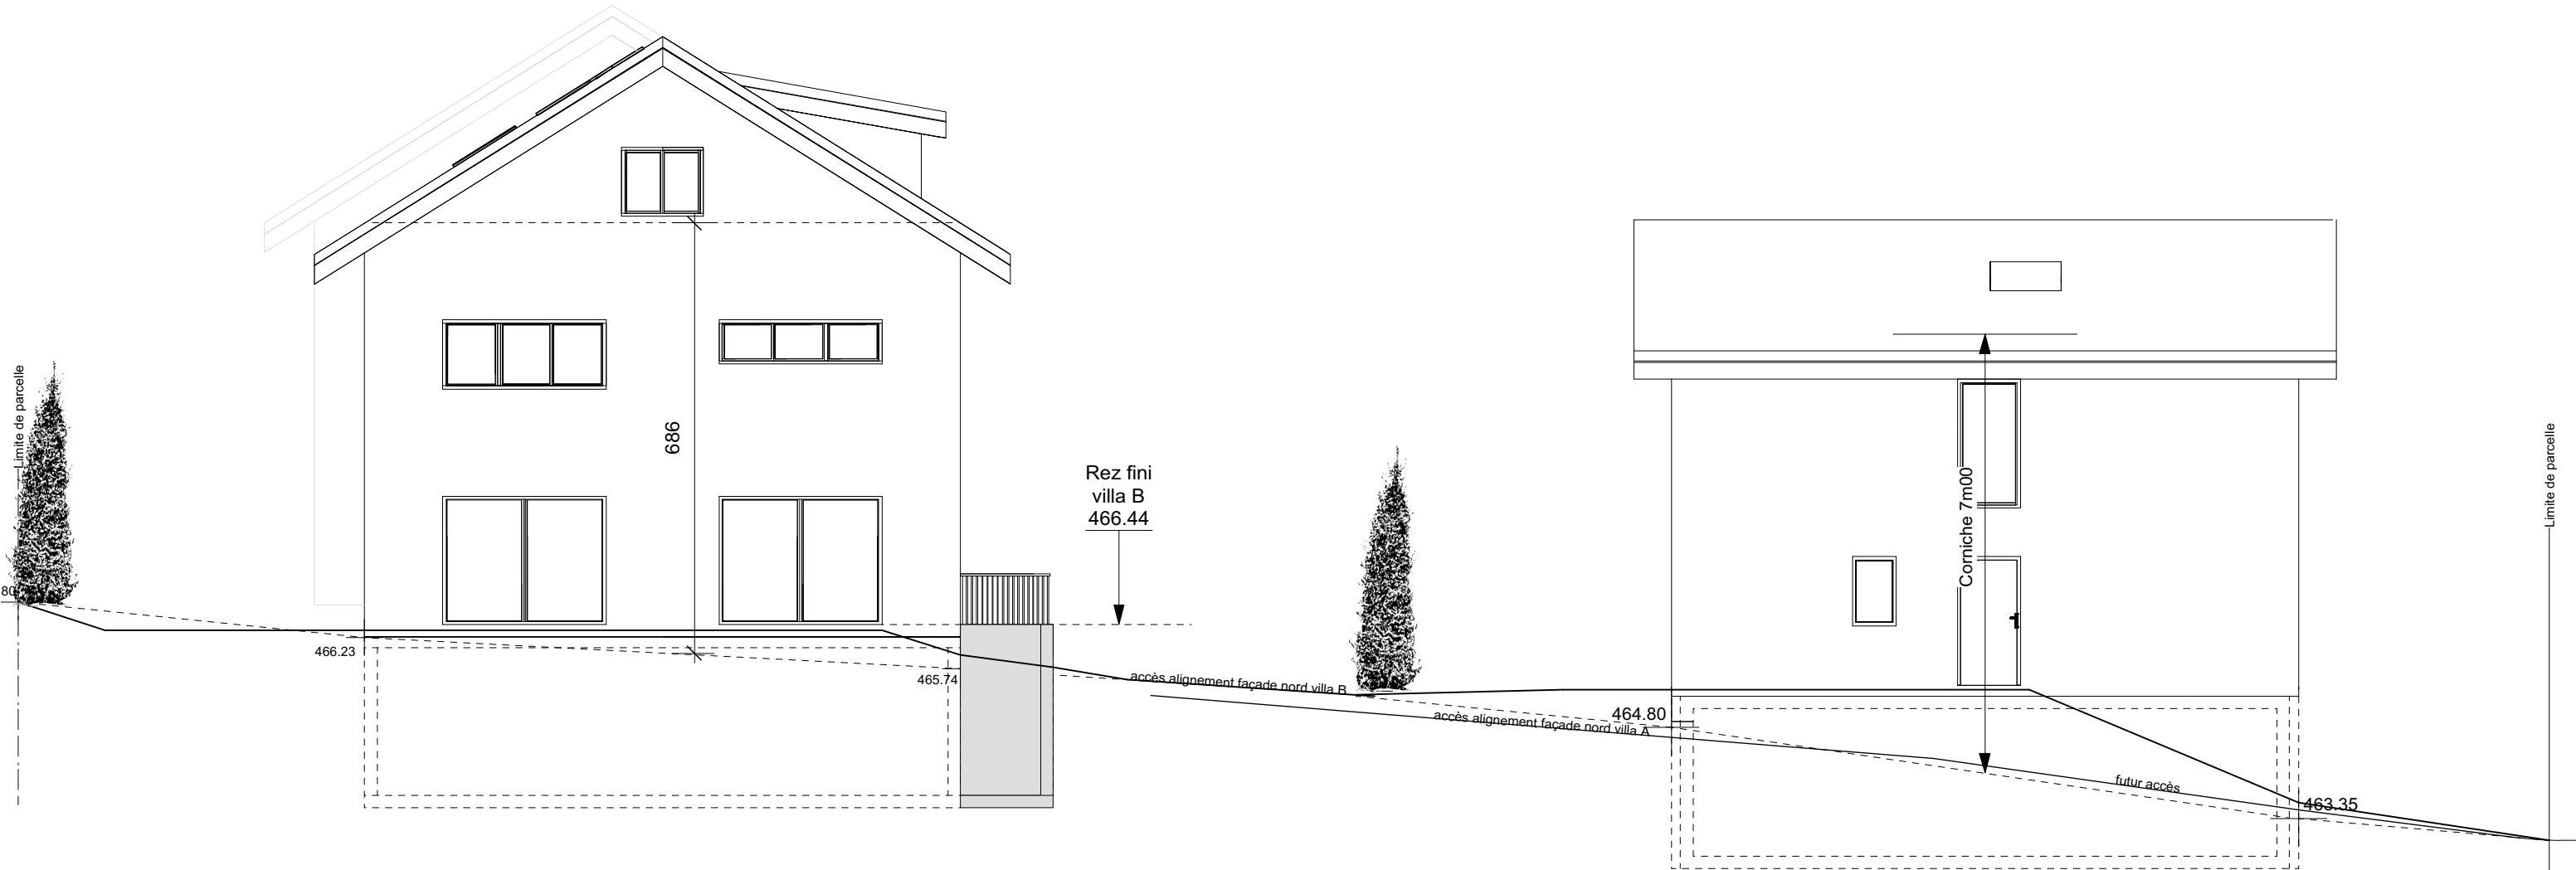 Limite de parcelle
686
Rez fini
villa B
466.44
Corniche 7m00
Limite de parcelle
80
466.23
465.74
accès alignement façade nord villa B
accès alignement façade nord villa A
464.80
futur accès
463.35